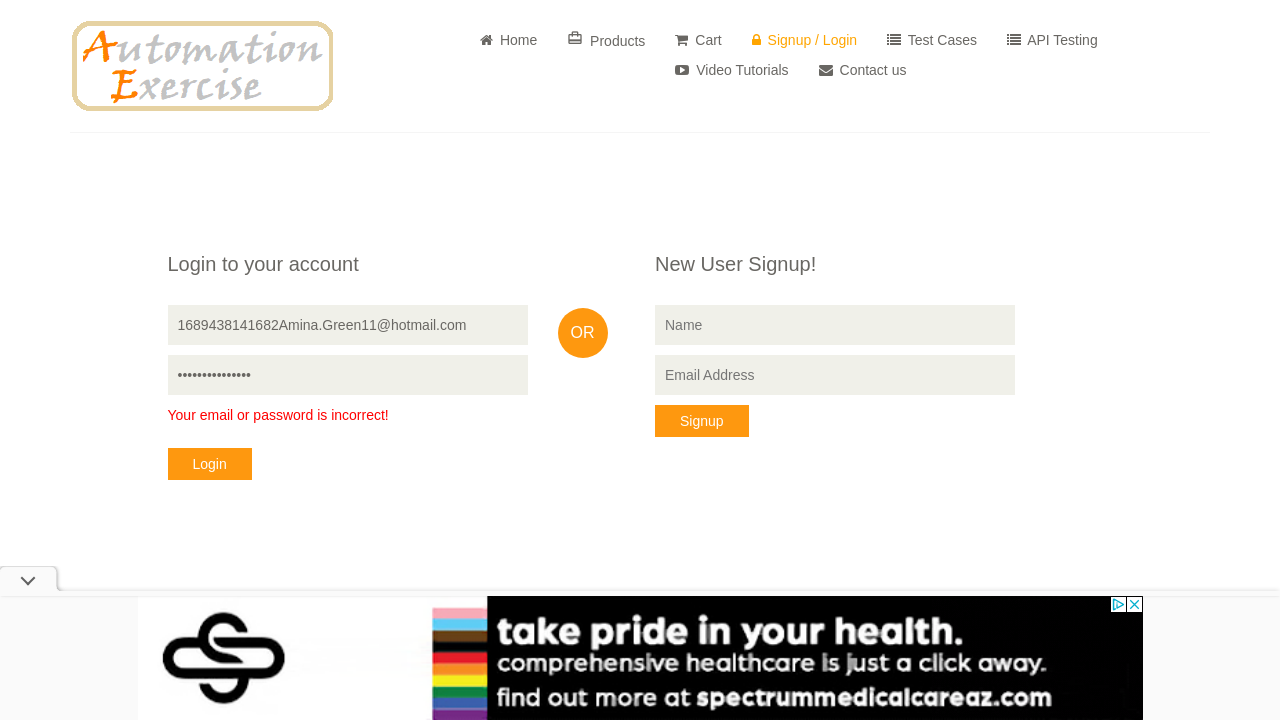 Automation
Exercise
Home
Products
Cart
Signup / Login
Test Cases
API Testing
Video Tutorials
Contact us
Login to your account
1689438141682Amina.Green11@hotmail.com
•••••••••••••••
Your email or password is incorrect!
Login
OR
New User Signup!
Name
Email Address
Signup
take pride in your health.
comprehensive healthcare is just a click away.
find out more at spectrummedicalcareaz.com